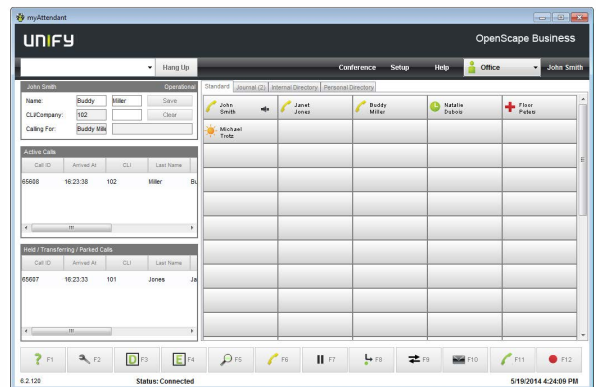 myAttendant
UNIFY
OpenScape Business
Hang Up
Conference Setup Help Office John Smith
John Smith Operational
Name: Buddy Miller Save
CLI/Company: 102 Clear
Calling For: Buddy Mille
Standard Journal (2) Internal Directory Personal Directory
John Smith
Janet Jones
Buddy Miller
Natalie Dubois
Floor Peters
Michael Trotz
Active Calls
Call ID Arrived At CLI Last Name
65608 16:23:38 102 Miller Bu
Held / Transferring / Parked Calls
Call ID Arrived At CLI Last Name
65607 16:23:33 101 Jones Ja
? F1 F2 D F3 E F4 F5 F6 F7 F8 F9 F10 F11 F12
6.2.120 Status: Connected 5/19/2014 4:24:09 PM